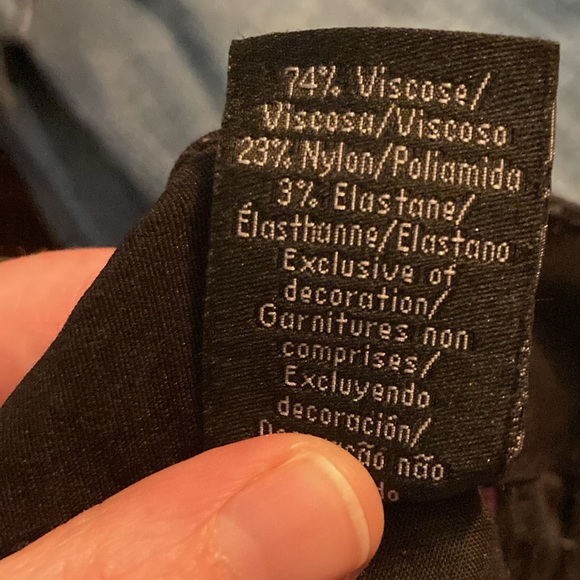 74% Viscose/
Viscosa/Viscoso
23% Nylon/Poliamida
3% Elastane/
Élasthanne/Elastano
Exclusive of
decoration/
Garnitures non
comprises/
Excluyendo
decoración/
não